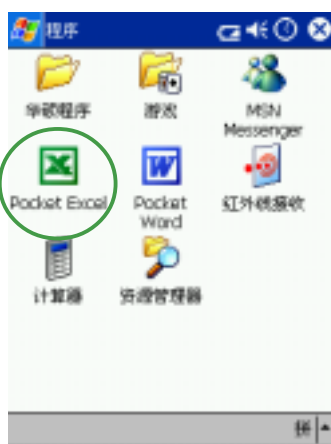 程序
华硕程序 游戏 MSN Messenger
Pocket Excel Pocket Word 红外线接收
计算器 资源管理器
拼